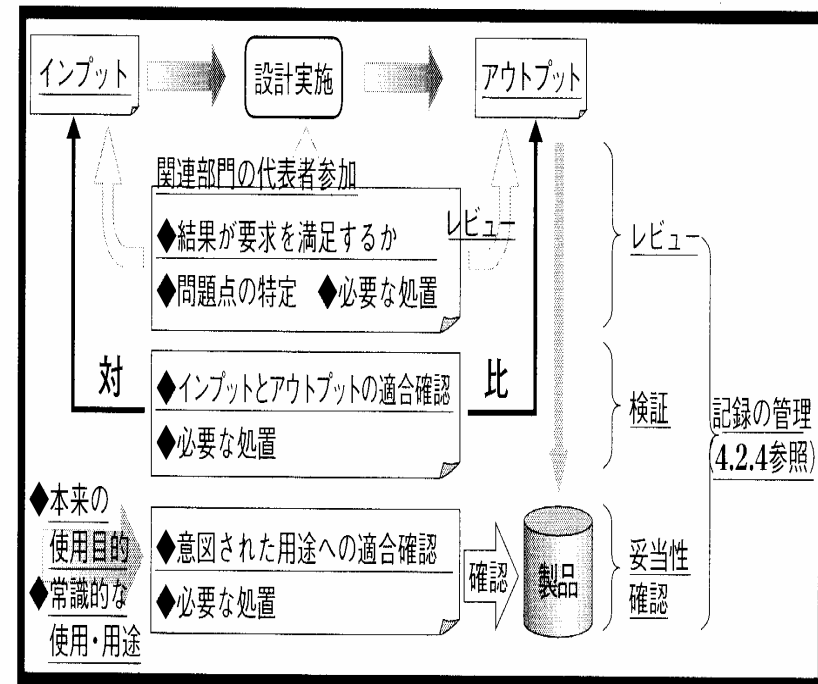 インプット
設計実施
アウトプット
関連部門の代表者参加
◆結果が要求を満足するか
◆問題点の特定 ◆必要な処置
レビュー
レビュー
対
◆インプットとアウトプットの適合確認
◆必要な処置
比
検証
記録の管理
(4.2.4参照)
◆本来の
使用目的
◆常識的な
使用・用途
◆意図された用途への適合確認
◆必要な処置
確認
製品
妥当性
確認